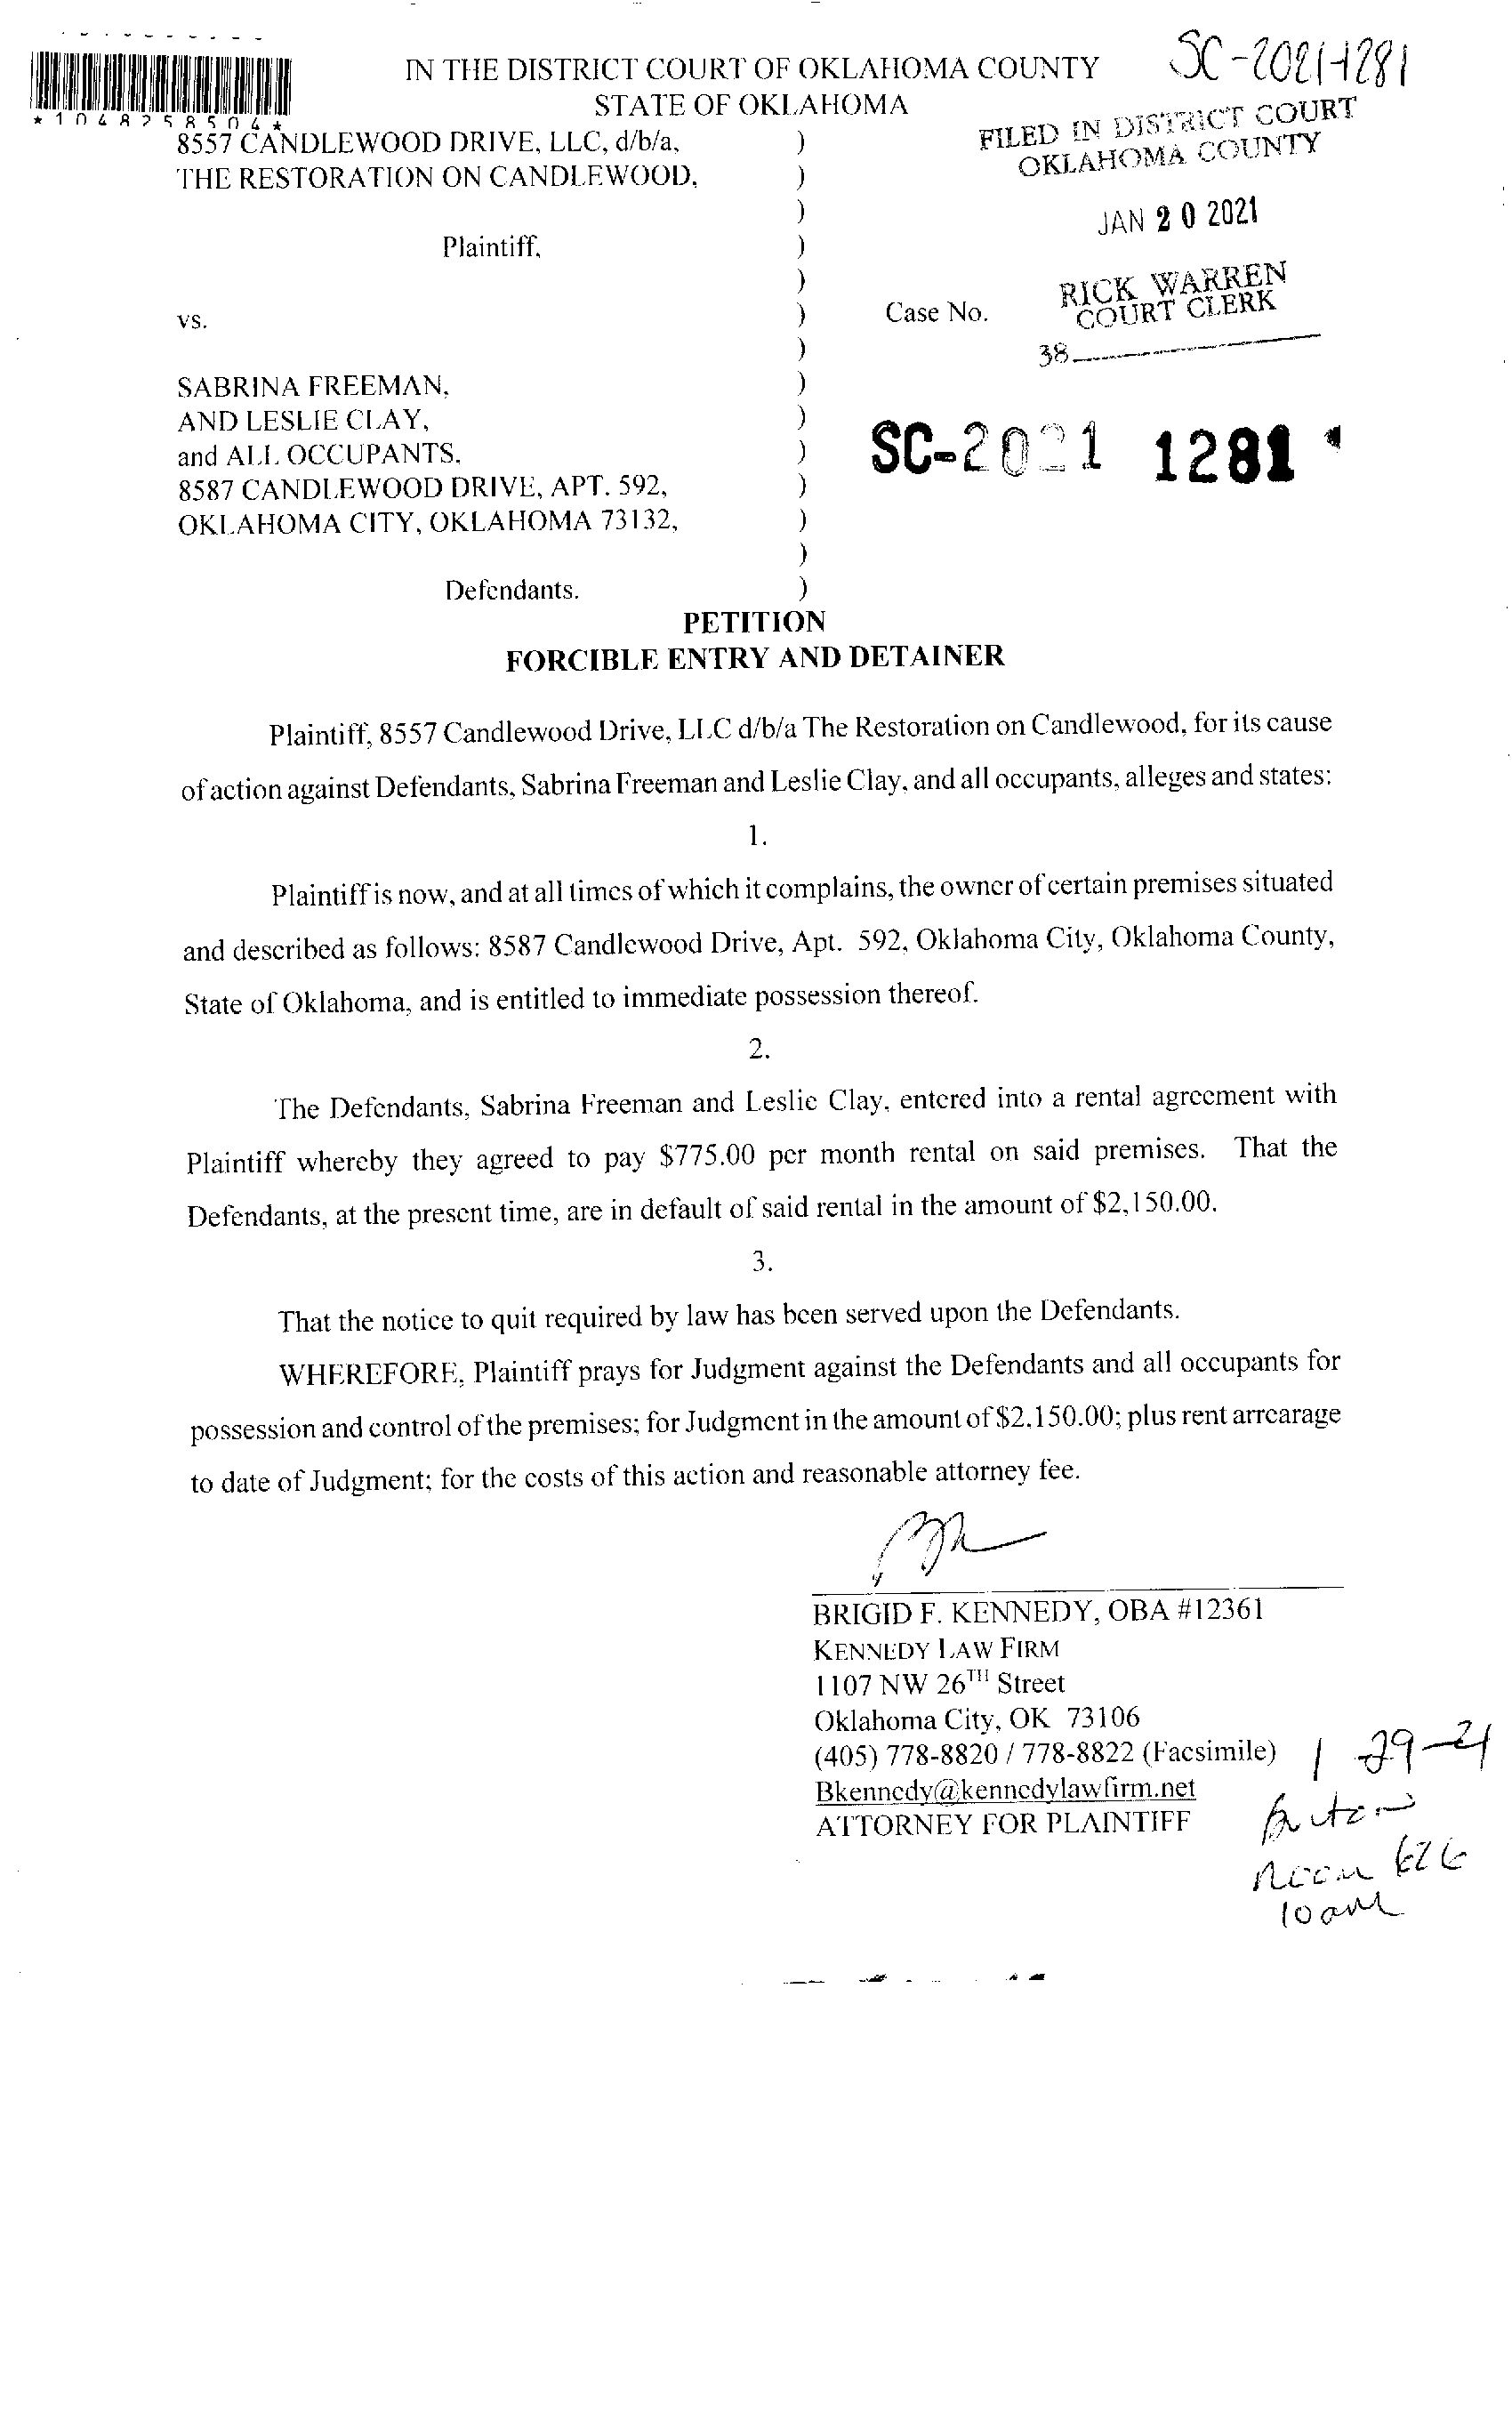 SC-2021-1281
IN THE DISTRICT COURT OF OKLAHOMA COUNTY
STATE OF OKLAHOMA
*1048258504*
FILED IN DISTRICT COURT
OKLAHOMA COUNTY
JAN 20 2021
RICK WARREN
COURT CLERK
38
8557 CANDLEWOOD DRIVE, LLC, d/b/a, )
THE RESTORATION ON CANDLEWOOD, )
)
Plaintiff, )
)
vs. ) Case No.
)
SABRINA FREEMAN, )
AND LESLIE CLAY, )
and ALL OCCUPANTS, ) SC-2021 1281
8587 CANDLEWOOD DRIVE, APT. 592, )
OKLAHOMA CITY, OKLAHOMA 73132, )
)
Defendants. )
PETITION
FORCIBLE ENTRY AND DETAINER
Plaintiff, 8557 Candlewood Drive, LLC d/b/a The Restoration on Candlewood, for its cause
of action against Defendants, Sabrina Freeman and Leslie Clay, and all occupants, alleges and states:
1.
Plaintiff is now, and at all times of which it complains, the owner of certain premises situated
and described as follows: 8587 Candlewood Drive, Apt. 592, Oklahoma City, Oklahoma County,
State of Oklahoma, and is entitled to immediate possession thereof.
2.
The Defendants, Sabrina Freeman and Leslie Clay, entered into a rental agreement with
Plaintiff whereby they agreed to pay $775.00 per month rental on said premises. That the
Defendants, at the present time, are in default of said rental in the amount of $2,150.00.
3.
That the notice to quit required by law has been served upon the Defendants.
WHEREFORE, Plaintiff prays for Judgment against the Defendants and all occupants for
possession and control of the premises; for Judgment in the amount of $2,150.00; plus rent arrearage
to date of Judgment; for the costs of this action and reasonable attorney fee.
BRIGID F. KENNEDY, OBA #12361
KENNEDY LAW FIRM
1107 NW 26TH Street
Oklahoma City, OK 73106
(405) 778-8820 / 778-8822 (Facsimile)
Bkennedy@kennedylawfirm.net
ATTORNEY FOR PLAINTIFF
1 29-21
Room
10 am